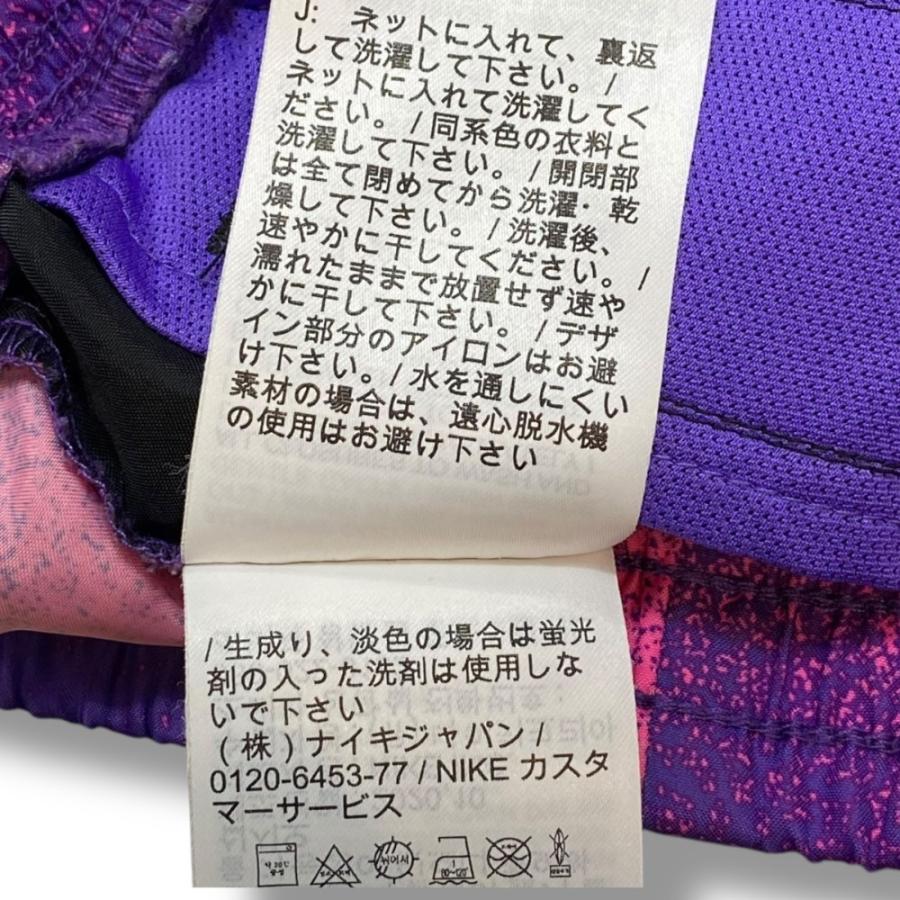 J: ネットに入れて、裏返
して洗濯して下さい。/
ネットに入れて洗濯してく
ださい。/同系色の衣料と
洗濯して下さい。/開閉部
は全て閉めてから洗濯・乾
燥して下さい。/洗濯後、
速やかに干してください。/
濡れたままで放置せず速や
かに干して下さい。/デザ
イン部分のアイロンはお避
け下さい。/水を通しにくい
素材の場合は、遠心脱水機
の使用はお避け下さい
/生成り、淡色の場合は蛍光
剤の入った洗剤は使用しな
いで下さい
(株)ナイキジャパン/
0120-6453-77 / NIKE カスタ
マーサービス
약 30℃
중성
뉘어서
1
80~120